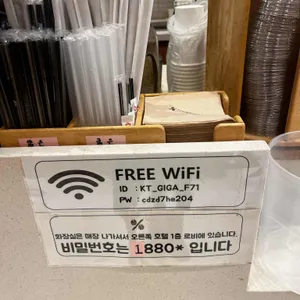 FREE WiFi
ID : KT_GIGA_F71
PW : cdzd7he204
화장실은 매장 나가셔서 오른쪽 호텔 1층 로비에 있습니다.
비밀번호는 1880* 입니다